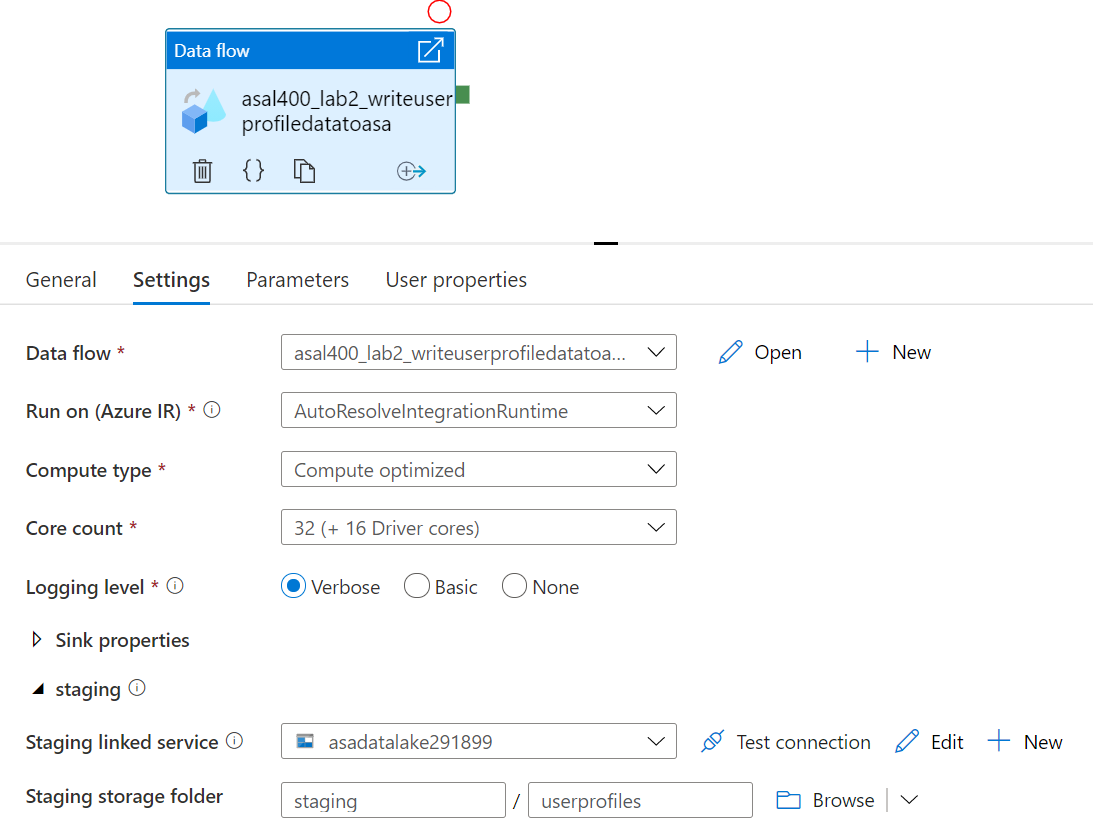 Data flow
asal400_lab2_writeuser
profiledatatoasa
General Settings Parameters User properties
Data flow * asal400_lab2_writeuserprofiledatatoa... Open New
Run on (Azure IR) * AutoResolveIntegrationRuntime
Compute type * Compute optimized
Core count * 32 (+ 16 Driver cores)
Logging level * Verbose Basic None
Sink properties
staging
Staging linked service asadatalake291899 Test connection Edit New
Staging storage folder staging / userprofiles Browse